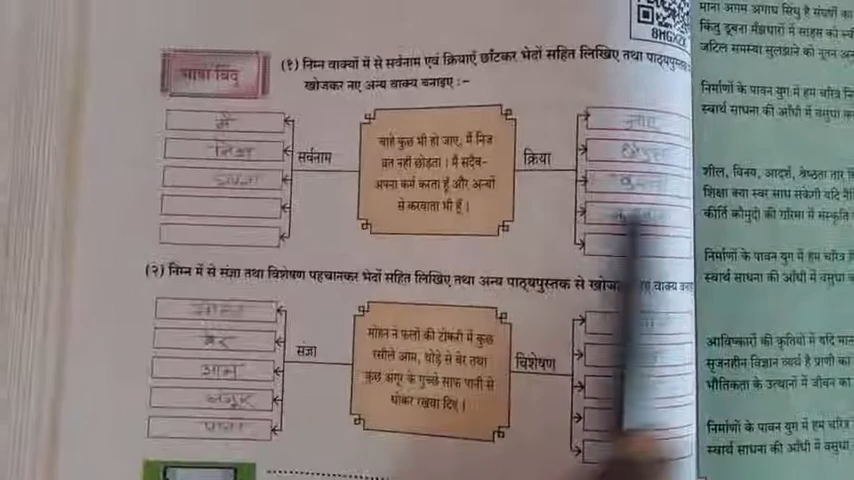 8HGXZX
भाषा बिंदु
(१) निम्न वाक्यों में से सर्वनाम एवं क्रियाएँ छाँटकर भेदों सहित लिखिए तथा पाठ्यपुस्तक
खोजकर नए अन्य वाक्य बनाइए :-
मैं
निज
अपना
सर्वनाम
चाहे कुछ भी हो जाए, मैं निज
व्रत नहीं छोड़ता । मैं सदैव-
अपना कर्म करता हूँ और अन्यों
से करवाता भी हूँ ।
क्रिया
(२) निम्न में से संज्ञा तथा विशेषण पहचानकर भेदों सहित लिखिए तथा अन्य पाठ्यपुस्तक से वाक्य
बेर
आम
अंगूर
संज्ञा
मोहन ने फलों की टोकरी में कुछ
रसीले आम, थोड़े से बेर तथा
कुछ अंगूर के गुच्छे साफ पानी से
धोकर रखवा दिए ।
विशेषण
माना अगम अगाध सिंधु है संघर्षों का
किंतु डूबना मँझधारों में साहस को
जटिल समस्या सुलझाने को नूतन
निर्माणों के पावन युग में हम चरित्र
स्वार्थ साधना की आँधी में वसुधा
शील, विनय, आदर्श, श्रेष्ठता तार
शिक्षा क्या स्वर साध सकेगी यदि
कीर्ति कौमुदी की गरिमा में संस्कृति
निर्माणों के पावन युग में हम चरित्र
स्वार्थ साधना की आँधी में वसुधा
आविष्कारों की कृतियों में यदि
सृजनहीन विज्ञान व्यर्थ है प्राणी का
भौतिकता के उत्थानों में जीवन का
निर्माणों के पावन युग में हम चरित्र
स्वार्थ साधना की आँधी में वसुधा